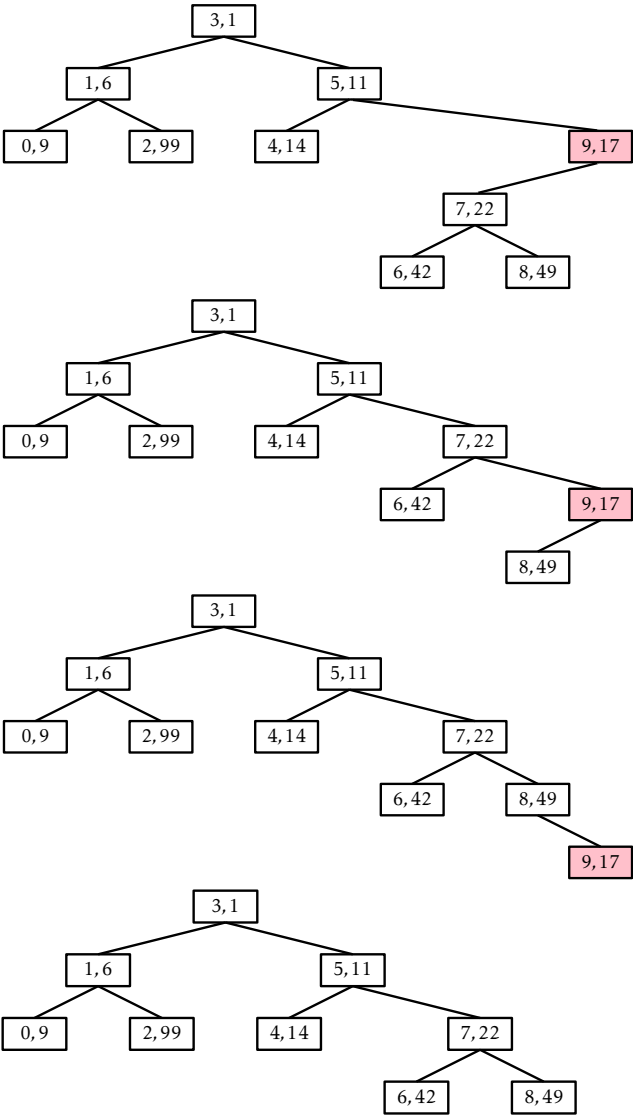 3, 1
1, 6 5, 11
0, 9 2, 99 4, 14 9, 17
7, 22
6, 42 8, 49
3, 1
1, 6 5, 11
0, 9 2, 99 4, 14 7, 22
6, 42 9, 17
8, 49
3, 1
1, 6 5, 11
0, 9 2, 99 4, 14 7, 22
6, 42 8, 49
9, 17
3, 1
1, 6 5, 11
0, 9 2, 99 4, 14 7, 22
6, 42 8, 49